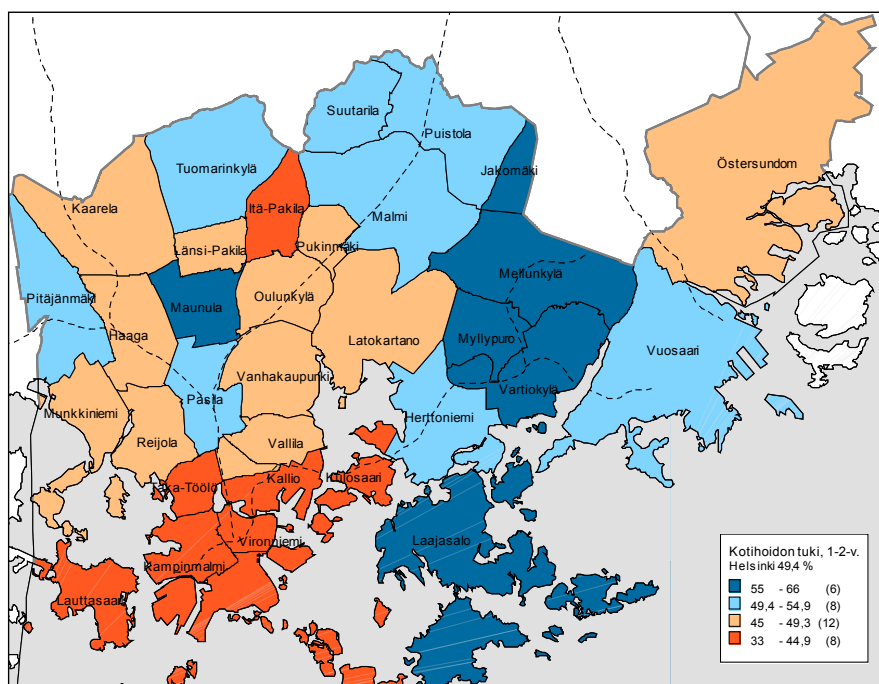 Suutarila
Puistola
Tuomarinkylä
Östersundom
Jakomäki
Itä-Pakila
Kaarela
Malmi
Länsi-Pakila
Pukinmäki
Mellunkylä
Pitäjänmäki
Maunula
Oulunkylä
Haaga
Latokartano
Myllypuro
Vuosaari
Vanhakaupunki
Vartiokylä
Pasila
Munkkiniemi
Herttoniemi
Reijola
Vallila
Taka-Töölö
Kallio
Kulosaari
Vironniemi
Laajasalo
Kampinmalmi
Lauttasaari
Kotihoidon tuki, 1-2-v.
Helsinki 49,4 %
55 - 66 (6)
49,4 - 54,9 (8)
45 - 49,3 (12)
33 - 44,9 (8)